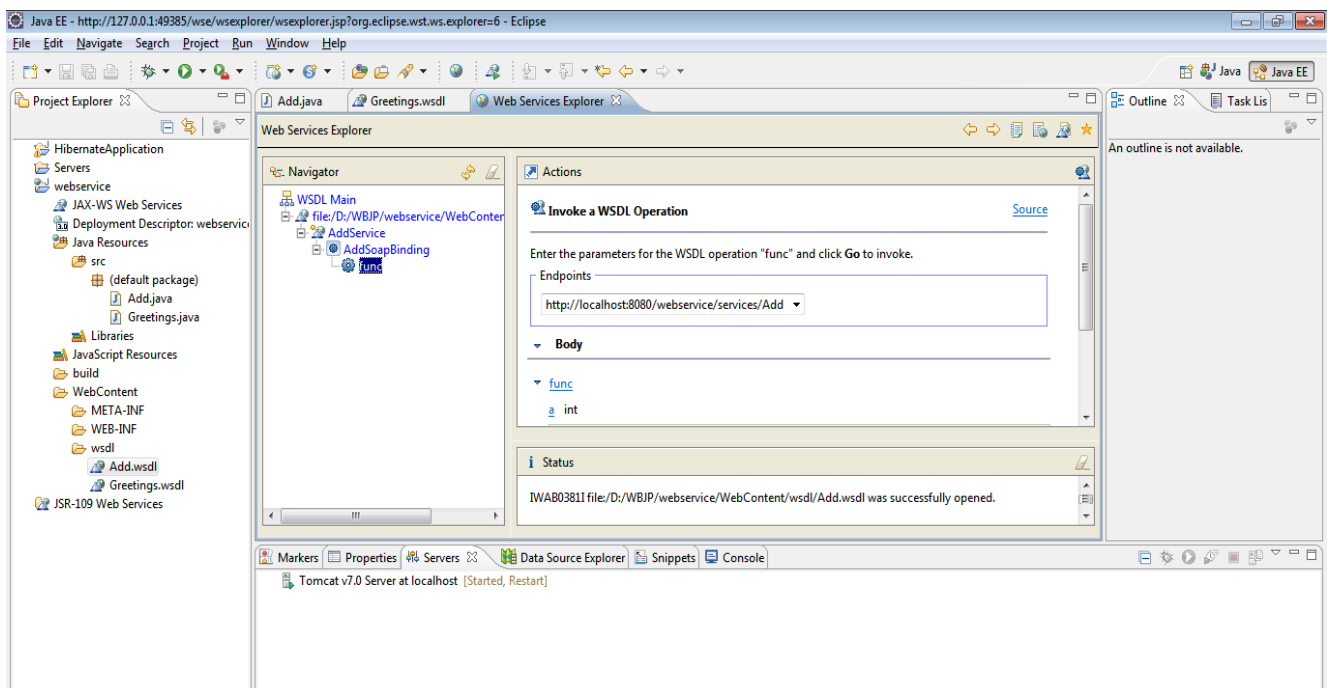 Java EE - http://127.0.0.1:49385/wse/wsexplorer/wsexplorer.jsp?org.eclipse.wst.ws.explorer=6 - Eclipse
File Edit Navigate Search Project Run Window Help
Java Java EE
Project Explorer
HibernateApplication
Servers
webservice
JAX-WS Web Services
Deployment Descriptor: webservic
Java Resources
src
(default package)
Add.java
Greetings.java
Libraries
JavaScript Resources
build
WebContent
META-INF
WEB-INF
wsdl
Add.wsdl
Greetings.wsdl
JSR-109 Web Services
Add.java Greetings.wsdl Web Services Explorer
Web Services Explorer
Navigator
WSDL Main
file:/D:/WBJP/webservice/WebConter
AddService
AddSoapBinding
func
Actions
Invoke a WSDL Operation Source
Enter the parameters for the WSDL operation "func" and click Go to invoke.
Endpoints
http://localhost:8080/webservice/services/Add
Body
func
a int
i Status
IWAB0381I file:/D:/WBJP/webservice/WebContent/wsdl/Add.wsdl was successfully opened.
Outline Task Lis
An outline is not available.
Markers Properties Servers Data Source Explorer Snippets Console
Tomcat v7.0 Server at localhost [Started, Restart]